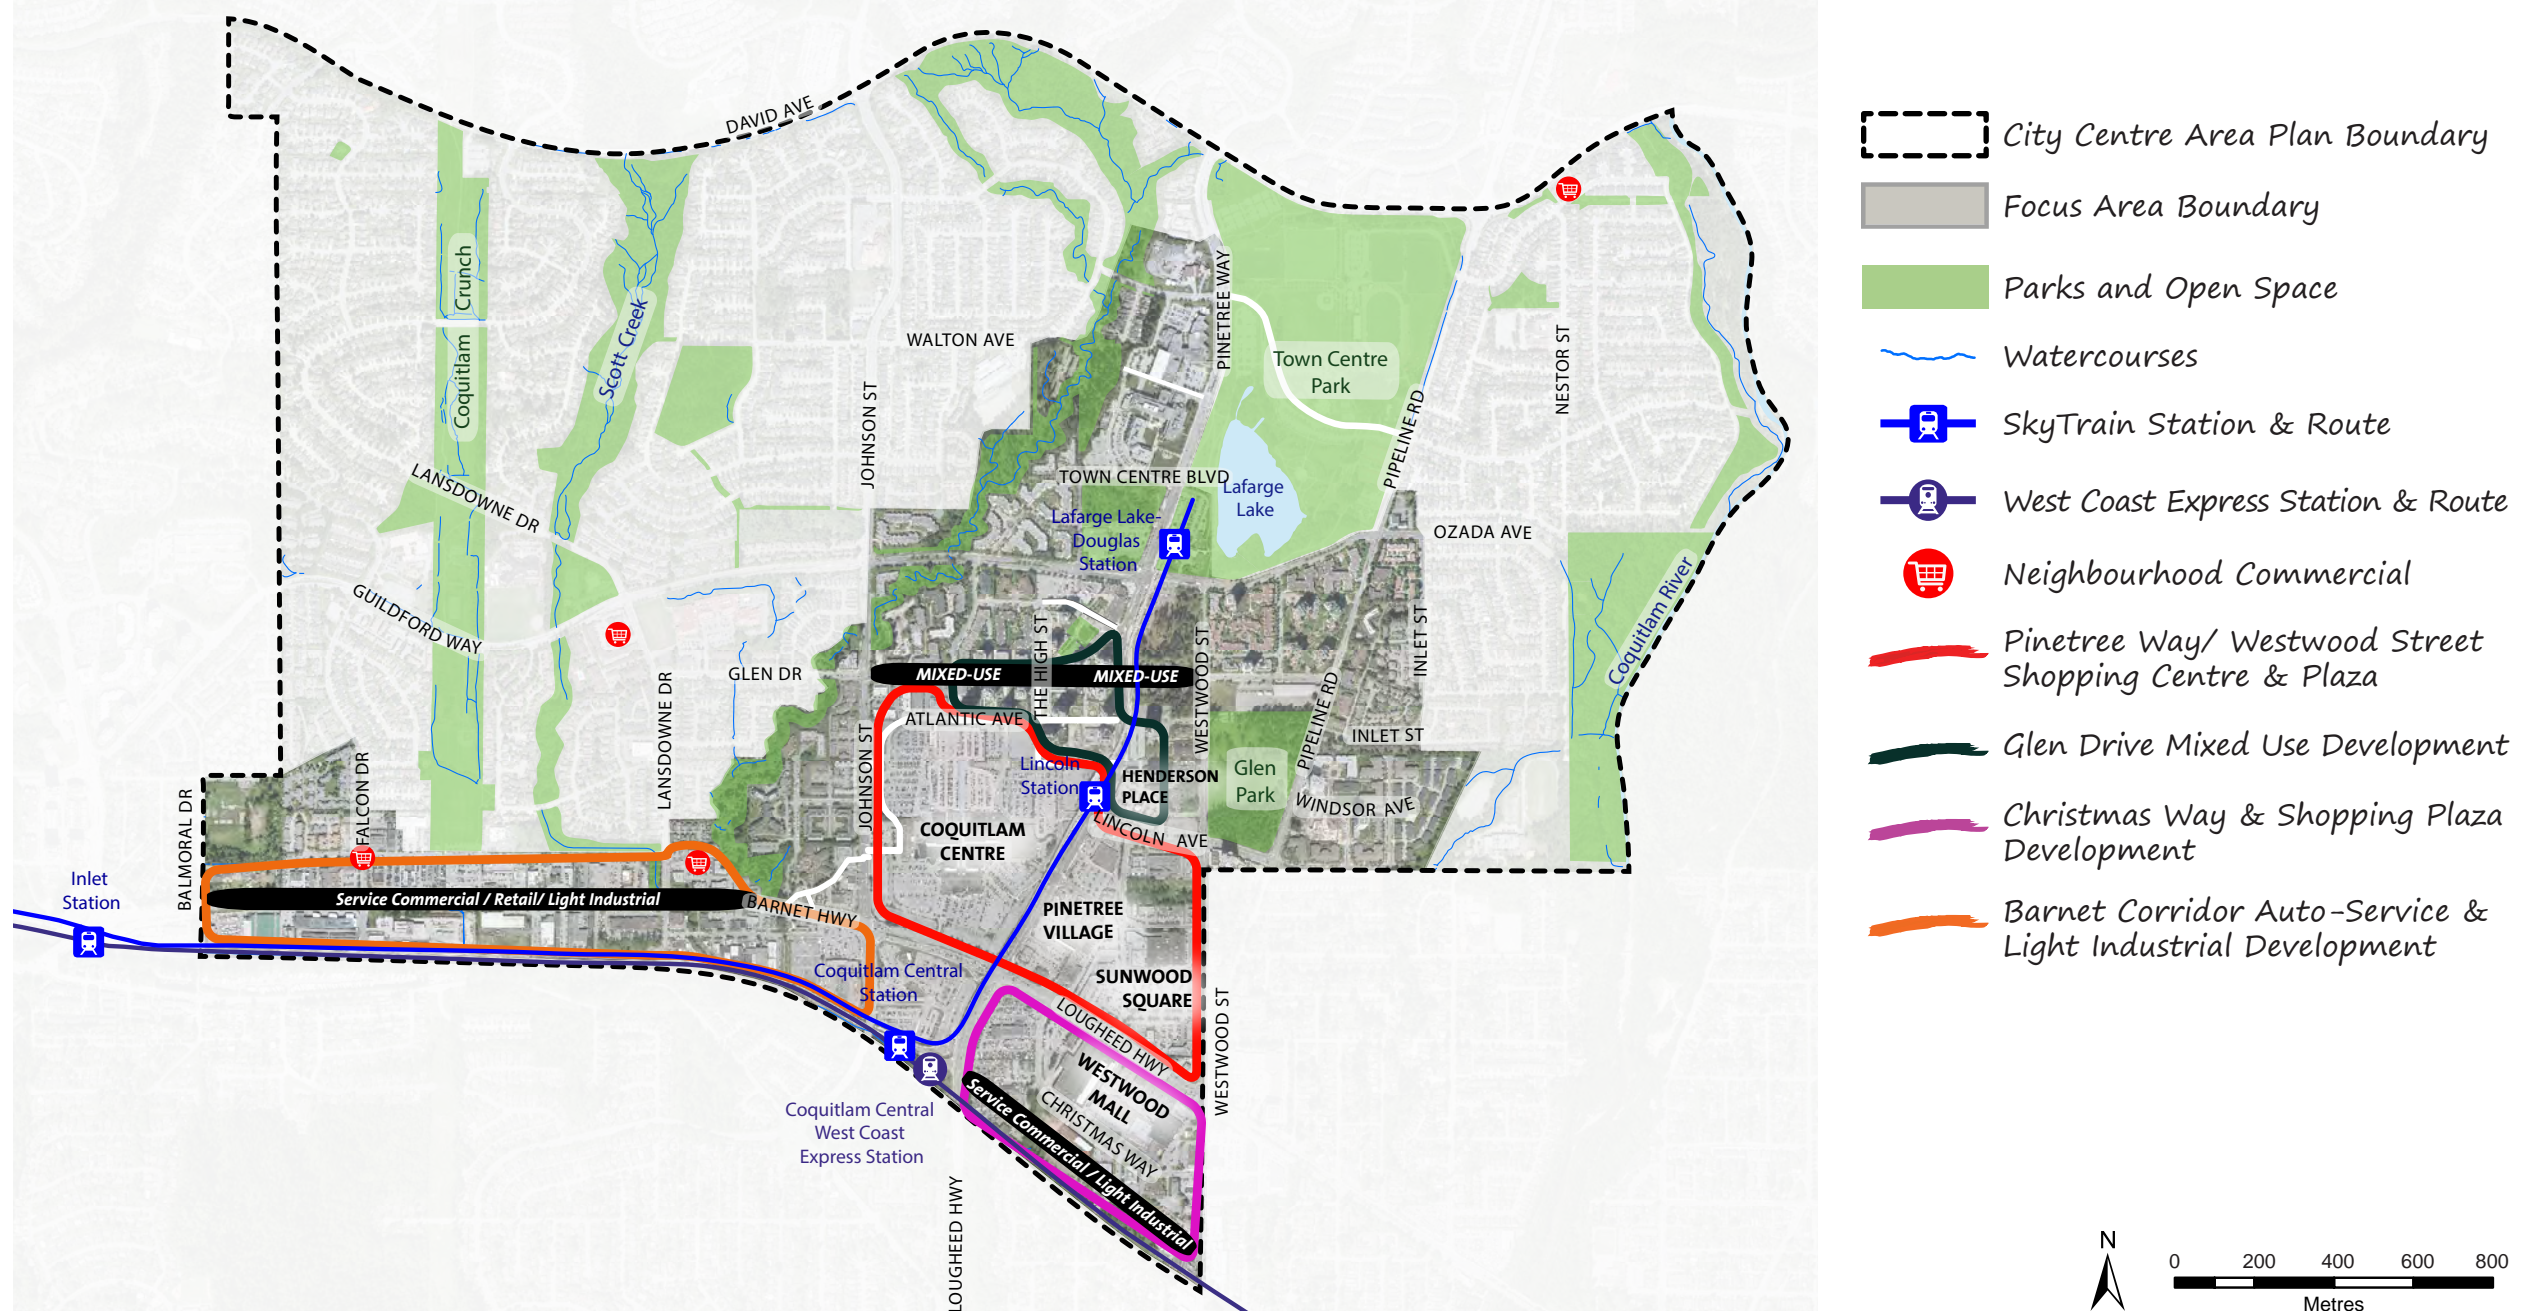 DAVID AVE
Coquitlam Crunch
Scott Creek
WALTON AVE
PINETREE WAY
Town Centre
Park
NESTOR ST
JOHNSON ST
PIPELINE RD
LANSDOWNE DR
TOWN CENTRE BLVD
Lafarge
Lake
Lafarge Lake-
Douglas
Station
OZADA AVE
GUILDFORD WAY
Coquitlam River
GLEN DR
LANSDOWNE DR
THE HIGH ST
MIXED-USE
MIXED-USE
WESTWOOD ST
INLET ST
ATLANTIC AVE
JOHNSON ST
PIPELINE RD
INLET ST
Lincoln
Station
HENDERSON
PLACE
Glen
Park
WINDSOR AVE
BALMORAL DR
FALCON DR
COQUITLAM
CENTRE
LINCOLN AVE
Inlet
Station
Service Commercial / Retail/ Light Industrial
BARNET HWY
PINETREE
VILLAGE
Coquitlam Central
Station
SUNWOOD
SQUARE
LOUGHEED HWY
WESTWOOD ST
WESTWOOD
MALL
CHRISTMAS WAY
Service Commercial / Light Industrial
Coquitlam Central
West Coast
Express Station
LOUGHEED HWY
City Centre Area Plan Boundary
Focus Area Boundary
Parks and Open Space
Watercourses
SkyTrain Station & Route
West Coast Express Station & Route
Neighbourhood Commercial
Pinetree Way/ Westwood Street
Shopping Centre & Plaza
Glen Drive Mixed Use Development
Christmas Way & Shopping Plaza
Development
Barnet Corridor Auto-Service &
Light Industrial Development
N
0 200 400 600 800
Metres